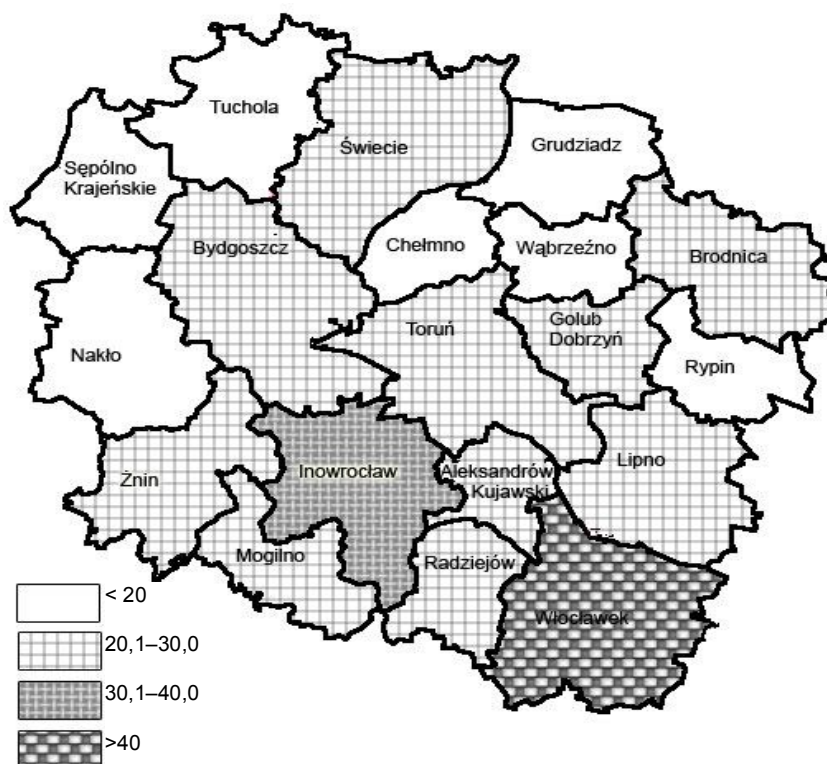 Tuchola
Świecie
Grudziadz
Sępólno
Krajeńskie
Bydgoszcz
Chełmno
Wąbrzeźno
Brodnica
Toruń
Golub
Dobrzyń
Nakło
Rypin
Żnin
Inowrocław
Aleksandrów
Kujawski
Lipno
Mogilno
Radziejów
Włocławek
< 20
20,1–30,0
30,1–40,0
>40